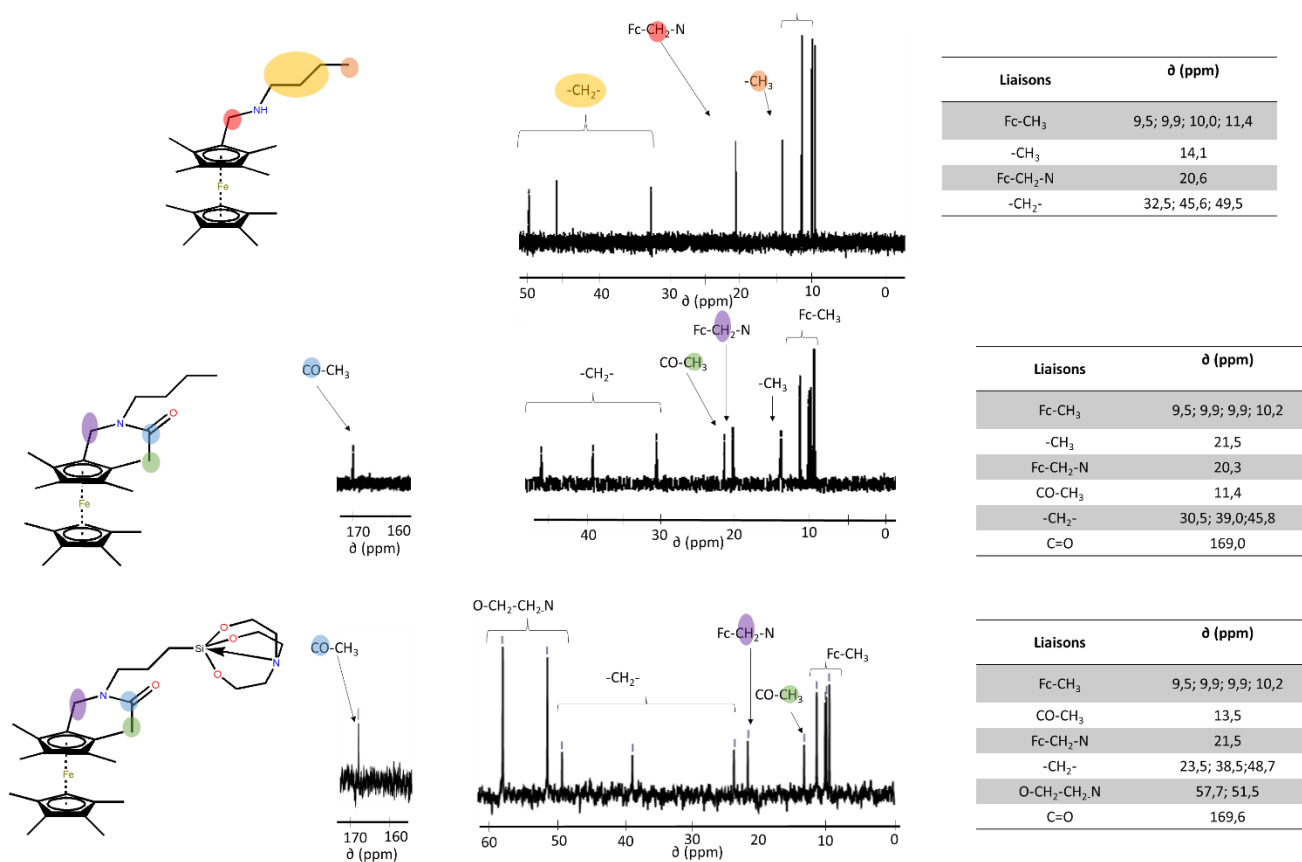 Fc-CH₂-N
-CH₃
-CH₂-
NH
Fe
50 40 30 20 10 0
∂ (ppm)
Liaisons ∂ (ppm)
Fc-CH₃ 9,5; 9,9; 10,0; 11,4
-CH₃ 14,1
Fc-CH₂-N 20,6
-CH₂- 32,5; 45,6; 49,5
Fc-CH₂-N
Fc-CH₃
CO-CH₃
CO-CH₃
-CH₂-
-CH₃
N
O
Fe
170 160
∂ (ppm)
40 30 20 10 0
∂ (ppm)
Liaisons ∂ (ppm)
Fc-CH₃ 9,5; 9,9; 9,9; 10,2
-CH₃ 21,5
Fc-CH₂-N 20,3
CO-CH₃ 11,4
-CH₂- 30,5; 39,0;45,8
C=O 169,0
O-CH₂-CH₂-N
Fc-CH₂-N
CO-CH₃
Fc-CH₃
-CH₂-
CO-CH₃
O
Si
O
N
O
N
O
Fe
170 160
∂ (ppm)
60 50 40 30 20 10 0
∂ (ppm)
Liaisons ∂ (ppm)
Fc-CH₃ 9,5; 9,9; 9,9; 10,2
CO-CH₃ 13,5
Fc-CH₂-N 21,5
-CH₂- 23,5; 38,5;48,7
O-CH₂-CH₂-N 57,7; 51,5
C=O 169,6